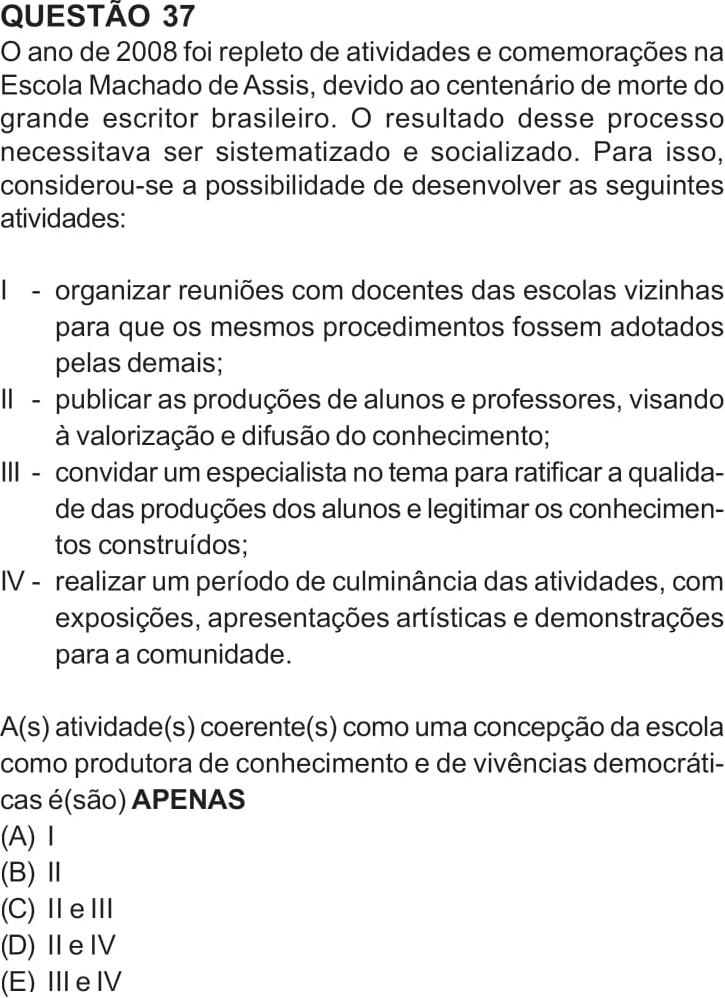 QUESTÃO 37
O ano de 2008 foi repleto de atividades e comemorações na
Escola Machado de Assis, devido ao centenário de morte do
grande escritor brasileiro. O resultado desse processo
necessitava ser sistematizado e socializado. Para isso,
considerou-se a possibilidade de desenvolver as seguintes
atividades:
I - organizar reuniões com docentes das escolas vizinhas
para que os mesmos procedimentos fossem adotados
pelas demais;
II - publicar as produções de alunos e professores, visando
à valorização e difusão do conhecimento;
III - convidar um especialista no tema para ratificar a qualida-
de das produções dos alunos e legitimar os conhecimen-
tos construídos;
IV - realizar um período de culminância das atividades, com
exposições, apresentações artísticas e demonstrações
para a comunidade.
A(s) atividade(s) coerente(s) como uma concepção da escola
como produtora de conhecimento e de vivências democráti-
cas é(são) APENAS
(A) I
(B) II
(C) II e III
(D) II e IV
(E) III e IV